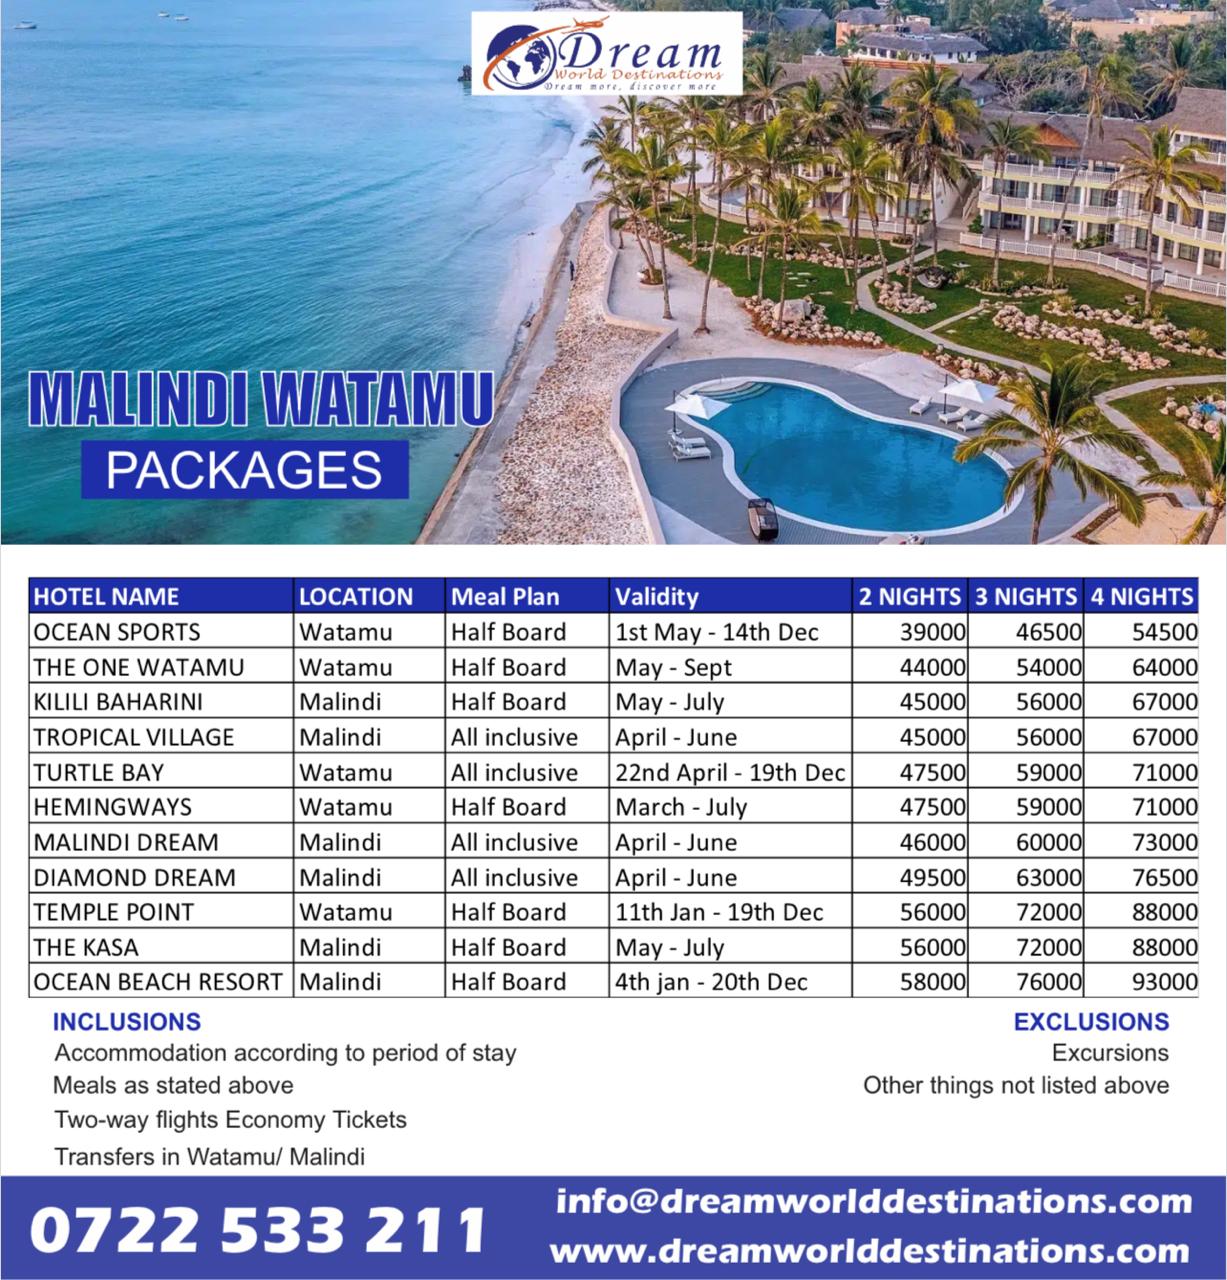 Dream
World Destinations
Dream more, discover more
MALINDI WATAMU
PACKAGES
HOTEL NAME LOCATION Meal Plan Validity 2 NIGHTS 3 NIGHTS 4 NIGHTS
OCEAN SPORTS Watamu Half Board 1st May - 14th Dec 39000 46500 54500
THE ONE WATAMU Watamu Half Board May - Sept 44000 54000 64000
KILILI BAHARINI Malindi Half Board May - July 45000 56000 67000
TROPICAL VILLAGE Malindi All inclusive April - June 45000 56000 67000
TURTLE BAY Watamu All inclusive 22nd April - 19th Dec 47500 59000 71000
HEMINGWAYS Watamu Half Board March - July 47500 59000 71000
MALINDI DREAM Malindi All inclusive April - June 46000 60000 73000
DIAMOND DREAM Malindi All inclusive April - June 49500 63000 76500
TEMPLE POINT Watamu Half Board 11th Jan - 19th Dec 56000 72000 88000
THE KASA Malindi Half Board May - July 56000 72000 88000
OCEAN BEACH RESORT Malindi Half Board 4th jan - 20th Dec 58000 76000 93000
INCLUSIONS
Accommodation according to period of stay
Meals as stated above
Two-way flights Economy Tickets
Transfers in Watamu/ Malindi
EXCLUSIONS
Excursions
Other things not listed above
0722 533 211
info@dreamworlddestinations.com
www.dreamworlddestinations.com